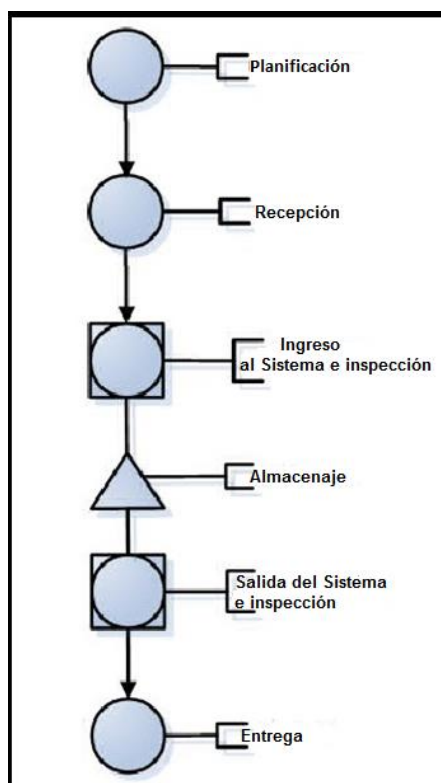 Planificación
Recepción
Ingreso
al Sistema e inspección
Almacenaje
Salida del Sistema
e inspección
Entrega